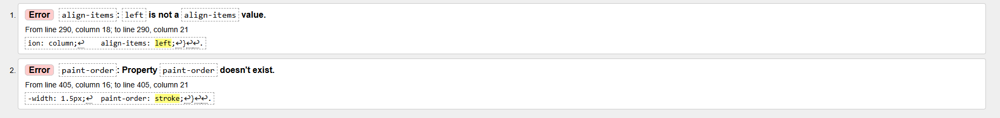 1. Error align-items: left is not a align-items value.
From line 290, column 18; to line 290, column 21
ion: column;↩ align-items: left;↩}↩↩.
2. Error paint-order: Property paint-order doesn't exist.
From line 405, column 16; to line 405, column 21
-width: 1.5px;↩ paint-order: stroke;↩}↩↩.